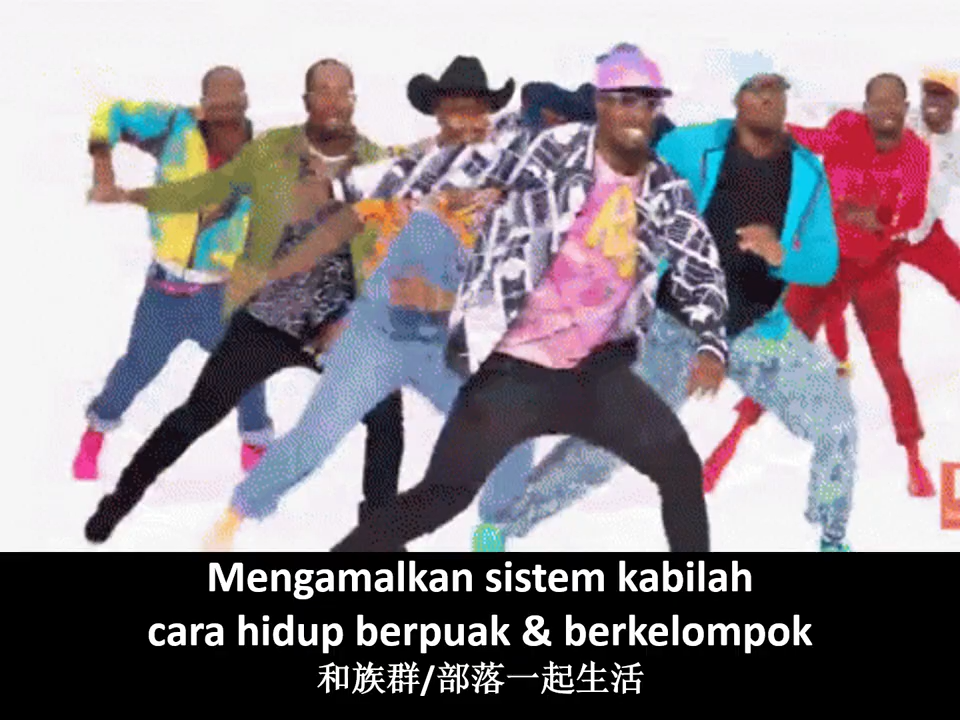 Mengamalkan sistem kabilah
cara hidup berpuak & berkelompok
和族群/部落一起生活